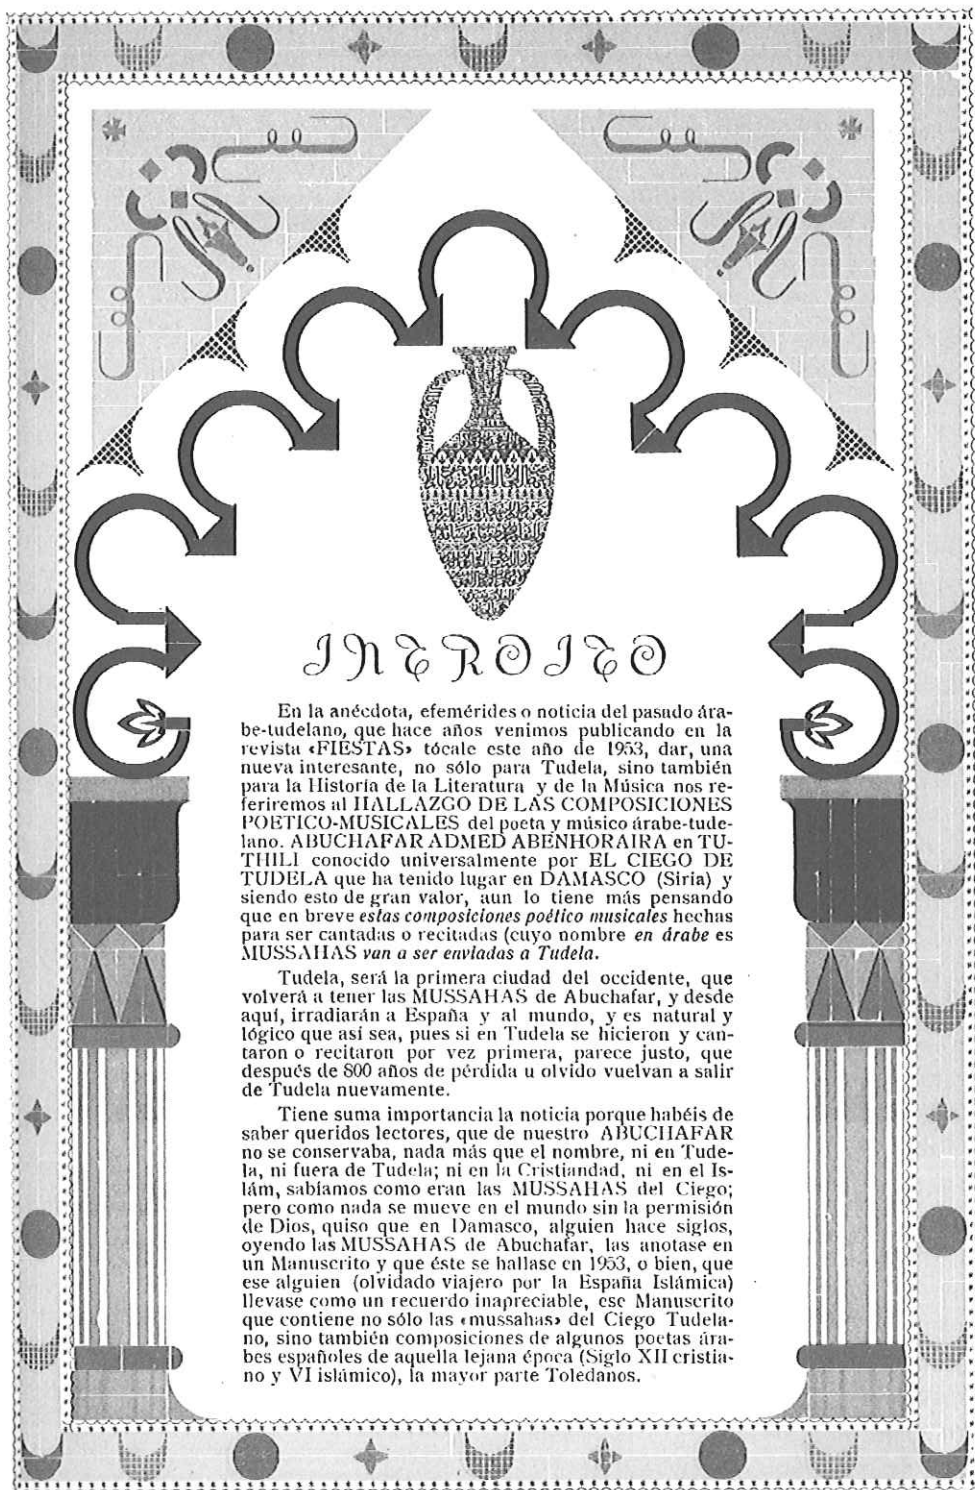 INTROITO
En la anécdota, efemérides o noticia del pasado ára-
be-tudelano, que hace años venimos publicando en la
revista «FIESTAS» tócale este año de 1953, dar, una
nueva interesante, no sólo para Tudela, sino también
para la Historia de la Literatura y de la Música nos re-
feriremos al HALLAZGO DE LAS COMPOSICIONES
POETICO-MUSICALES del poeta y músico árabe-tude-
lano. ABUCHAFAR ADMED ABENHORAIRA en TU-
THILI conocido universalmente por EL CIEGO DE
TUDELA que ha tenido lugar en DAMASCO (Siria) y
siendo esto de gran valor, aun lo tiene más pensando
que en breve estas composiciones poético musicales hechas
para ser cantadas o recitadas (cuyo nombre en árabe es
MUSSAHAS van a ser enviadas a Tudela.
Tudela, será la primera ciudad del occidente, que
volverá a tener las MUSSAHAS de Abuchafar, y desde
aquí, irradiarán a España y al mundo, y es natural y
lógico que así sea, pues si en Tudela se hicieron y can-
taron o recitaron por vez primera, parece justo, que
después de 800 años de pérdida u olvido vuelvan a salir
de Tudela nuevamente.
Tiene suma importancia la noticia porque habéis de
saber queridos lectores, que de nuestro ABUCHAFAR
no se conservaba, nada más que el nombre, ni en Tude-
la, ni fuera de Tudela; ni en la Cristiandad, ni en el Is-
lám, sabíamos como eran las MUSSAHAS del Ciego;
pero como nada se mueve en el mundo sin la permisión
de Dios, quiso que en Damasco, alguien hace siglos,
oyendo las MUSSAHAS de Abuchafar, las anotase en
un Manuscrito y que éste se hallase en 1953, o bien, que
ese alguien (olvidado viajero por la España Islámica)
llevase como un recuerdo inapreciable, ese Manuscrito
que contiene no sólo las «mussahas» del Ciego Tudela-
no, sino también composiciones de algunos poetas ára-
bes españoles de aquella lejana época (Siglo XII cristia-
no y VI islámico), la mayor parte Toledanos.